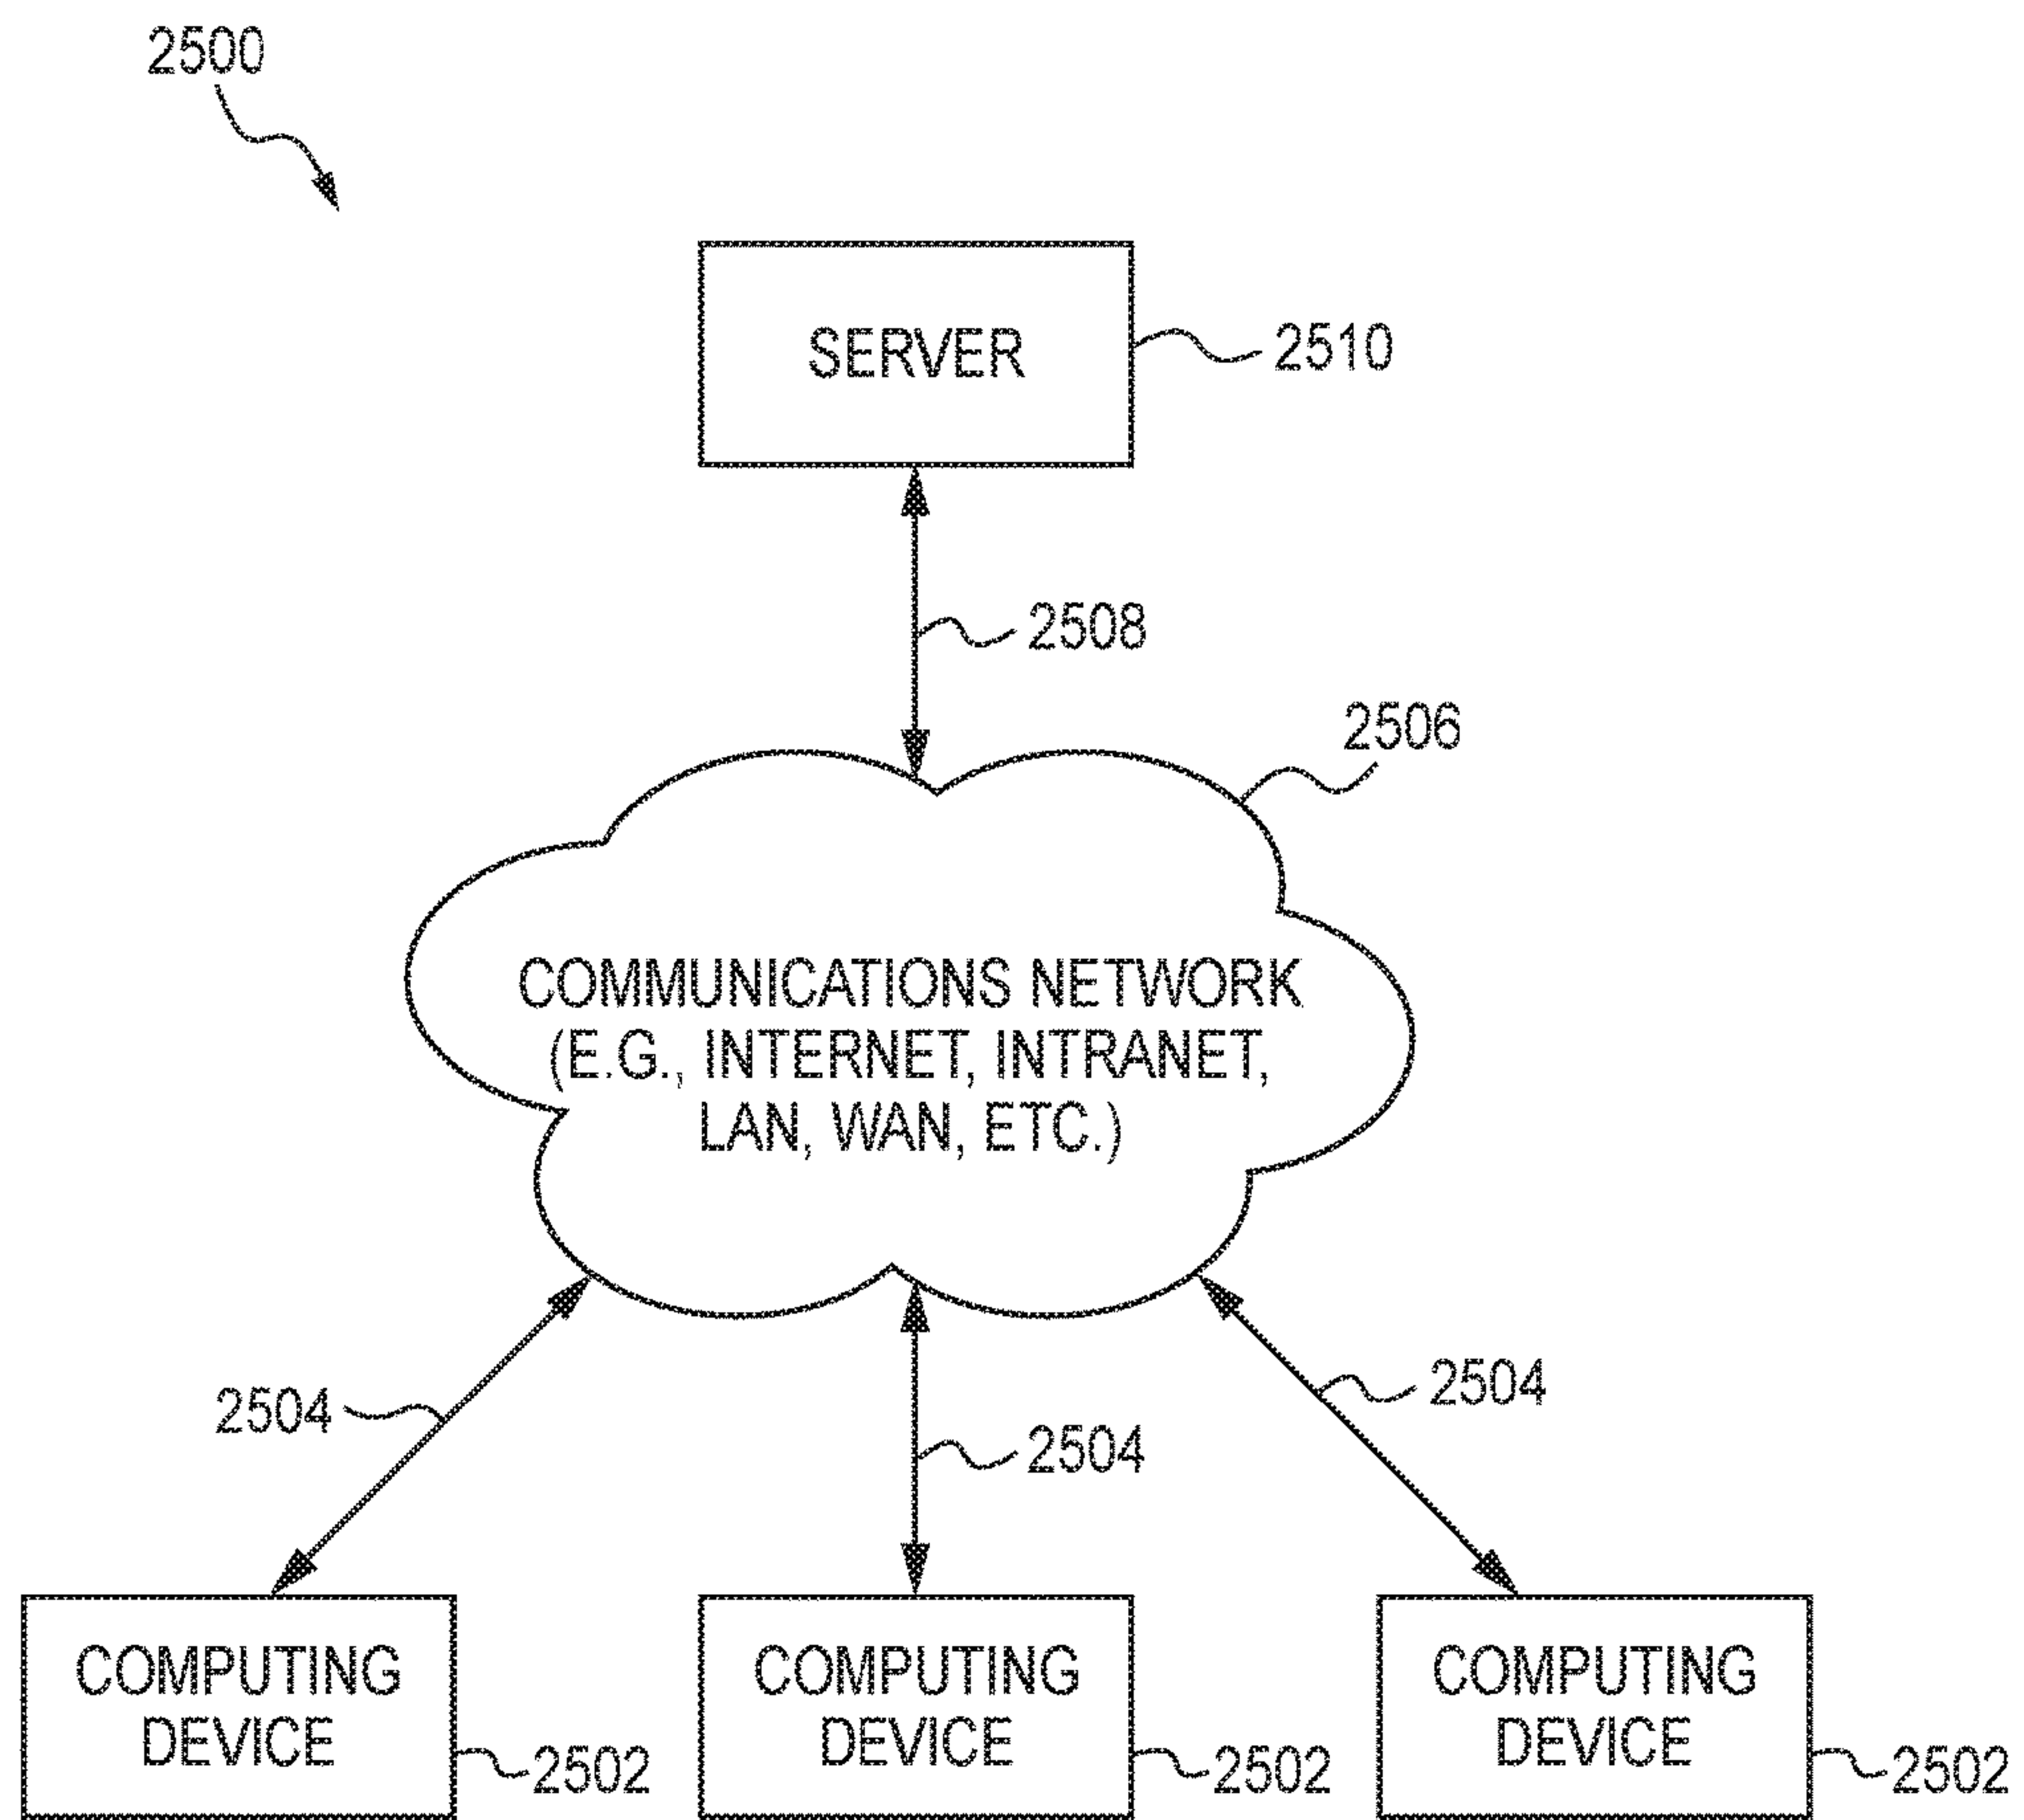 2500
SERVER
2510
2508
2506
COMMUNICATIONS NETWORK
(E.G., INTERNET, INTRANET,
LAN, WAN, ETC.)
2504
2504
2504
COMPUTING
DEVICE
2502
COMPUTING
DEVICE
2502
COMPUTING
DEVICE
2502